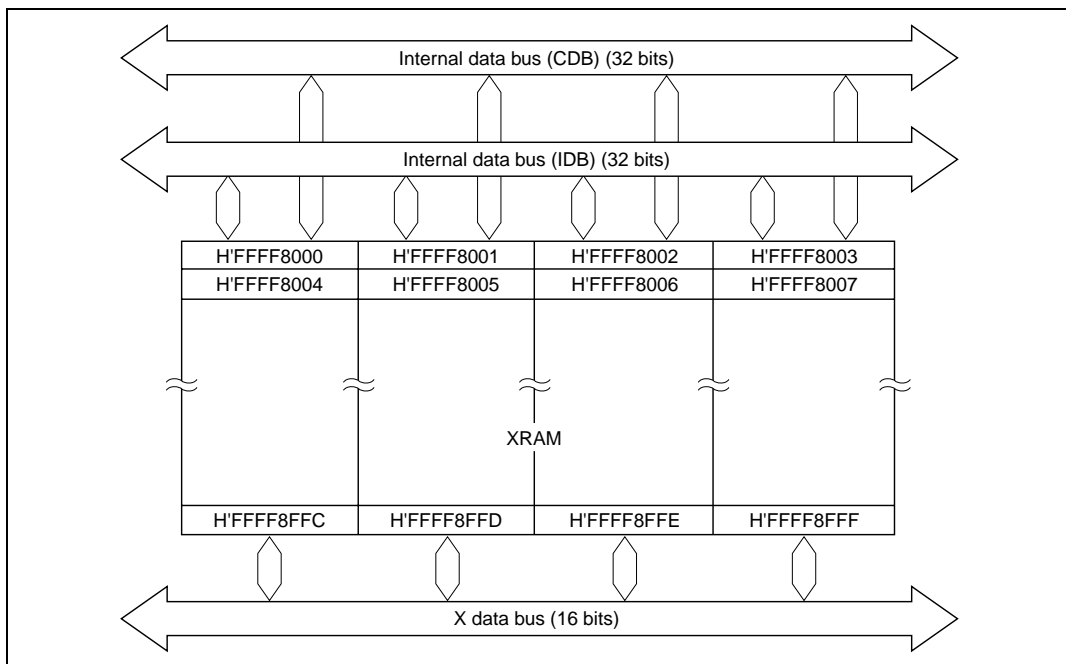 Internal data bus (CDB) (32 bits)
Internal data bus (IDB) (32 bits)
H'FFFF8000 H'FFFF8001 H'FFFF8002 H'FFFF8003
H'FFFF8004 H'FFFF8005 H'FFFF8006 H'FFFF8007
XRAM
H'FFFF8FFC H'FFFF8FFD H'FFFF8FFE H'FFFF8FFF
X data bus (16 bits)